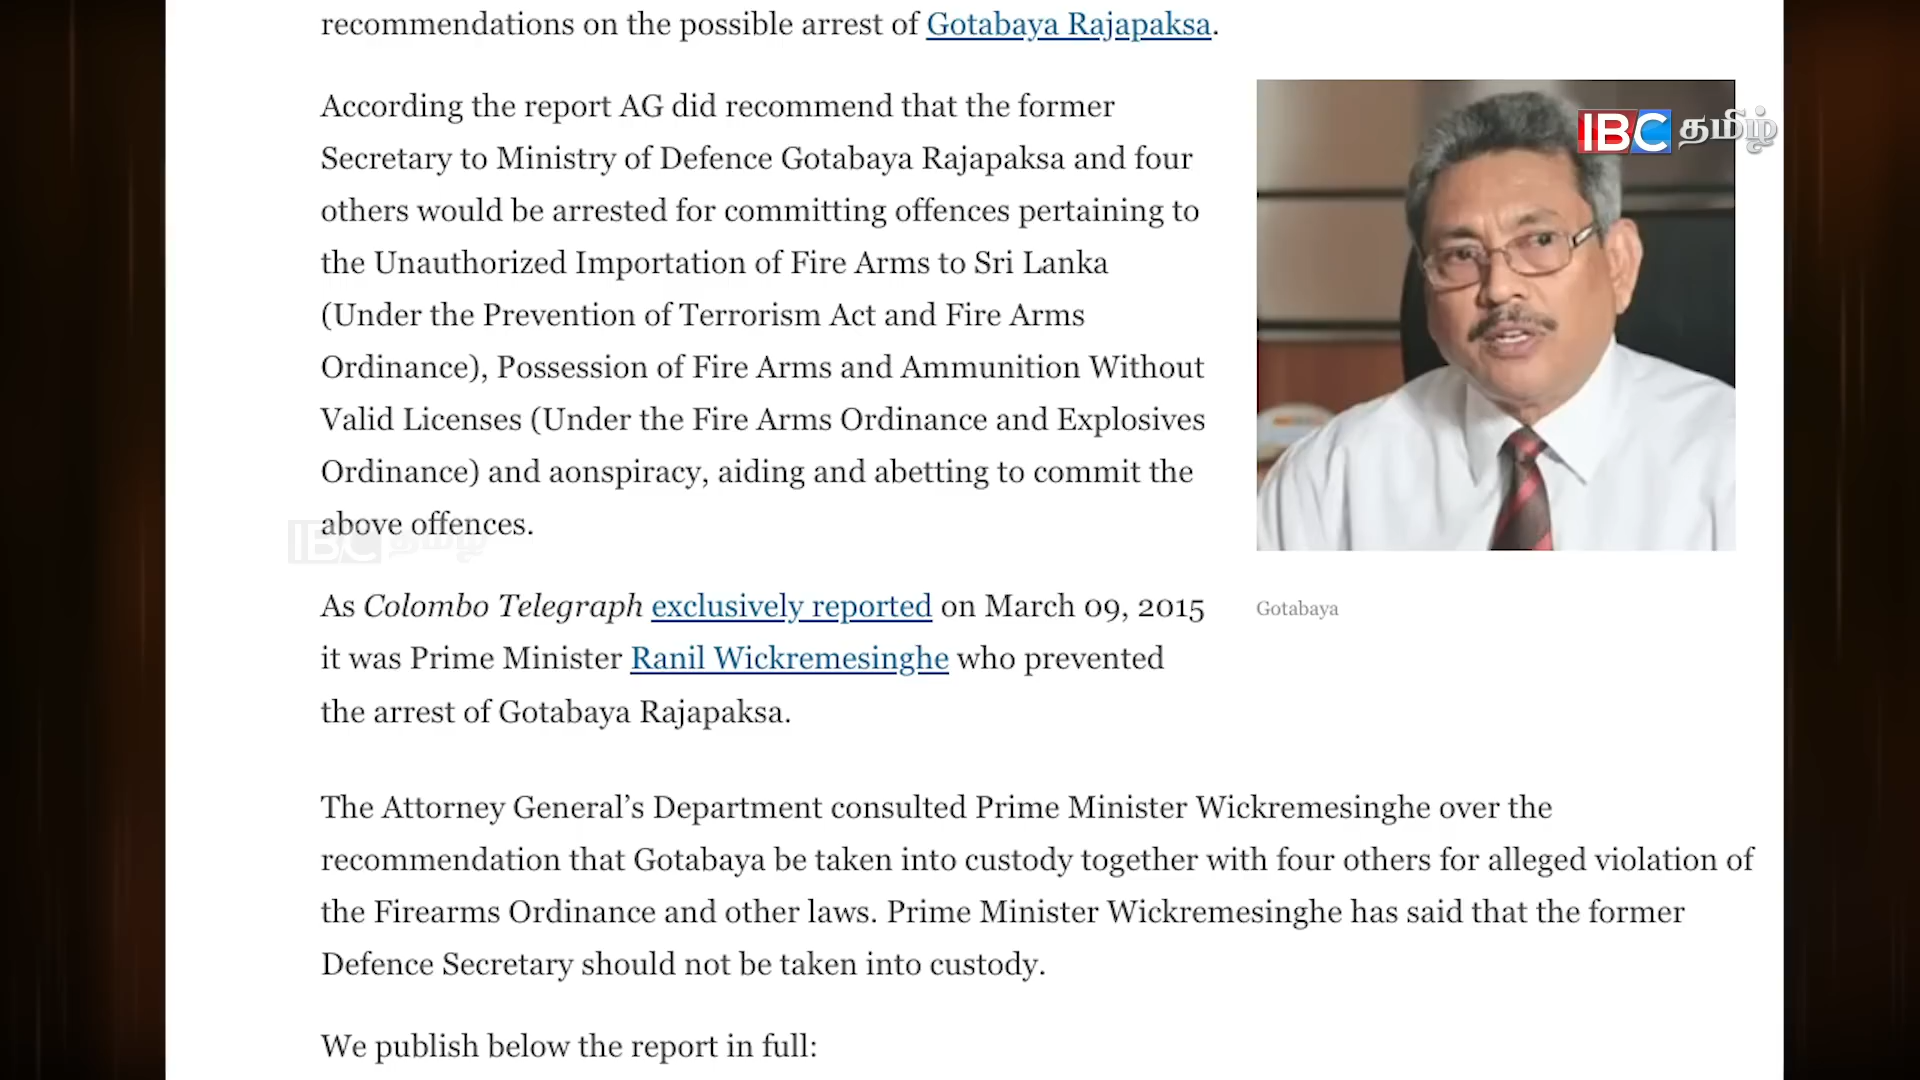 recommendations on the possible arrest of Gotabaya Rajapaksa.
According the report AG did recommend that the former
Secretary to Ministry of Defence Gotabaya Rajapaksa and four
others would be arrested for committing offences pertaining to
the Unauthorized Importation of Fire Arms to Sri Lanka
(Under the Prevention of Terrorism Act and Fire Arms
Ordinance), Possession of Fire Arms and Ammunition Without
Valid Licenses (Under the Fire Arms Ordinance and Explosives
Ordinance) and aonspiracy, aiding and abetting to commit the
above offences.
IBC தமிழ்
IBC தமிழ்
As Colombo Telegraph exclusively reported on March 09, 2015
it was Prime Minister Ranil Wickremesinghe who prevented
the arrest of Gotabaya Rajapaksa.
Gotabaya
The Attorney General’s Department consulted Prime Minister Wickremesinghe over the
recommendation that Gotabaya be taken into custody together with four others for alleged violation of
the Firearms Ordinance and other laws. Prime Minister Wickremesinghe has said that the former
Defence Secretary should not be taken into custody.
We publish below the report in full: